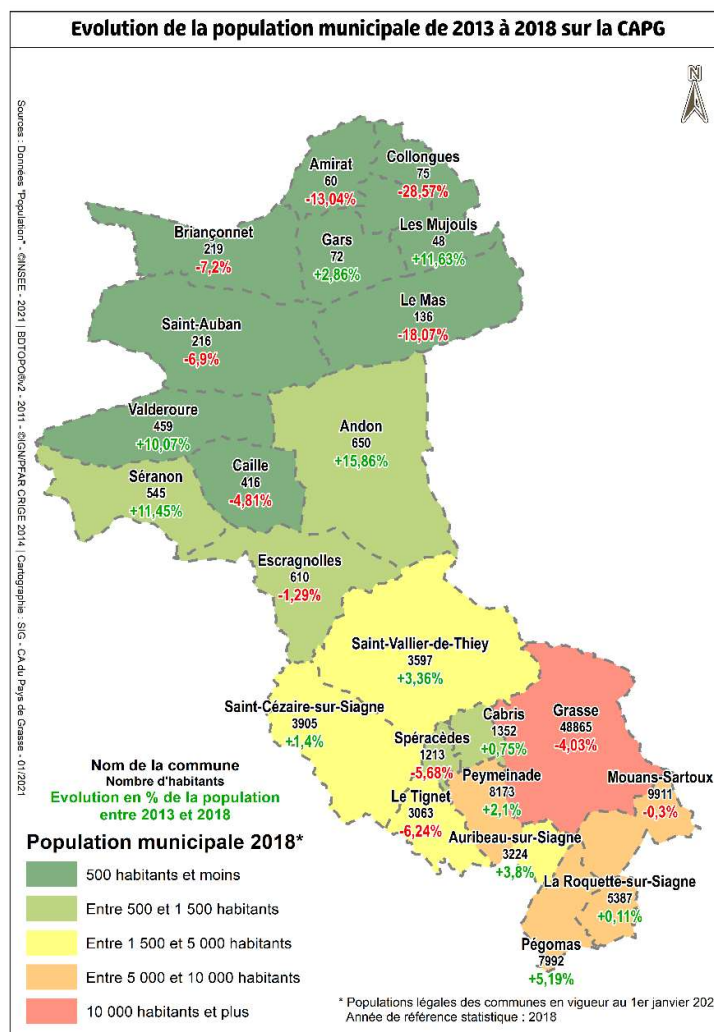 Evolution de la population municipale de 2013 à 2018 sur la CAPG
N
Sources : Données "Population" - ©INSEE - 2021 | BDTOPO®v2 - 2011 - ©IGN/PFAR CRIGE 2014 | Cartographie : SIG - CA du Pays de Grasse - 01/2021
Amirat
60
-13,04%
Collongues
75
-28,57%
Briançonnet
219
-7,2%
Gars
72
+2,86%
Les Mujouls
48
+11,63%
Saint-Auban
216
-6,9%
Le Mas
136
-18,07%
Valderoure
459
+10,07%
Andon
650
+15,86%
Séranon
545
+11,45%
Caille
416
-4,81%
Escragnolles
610
-1,29%
Saint-Vallier-de-Thiey
3597
+3,36%
Saint-Cézaire-sur-Siagne
3905
+1,4%
Cabris
1352
+0,75%
Grasse
48865
-4,03%
Spéracèdes
1213
-5,68%
Peymeinade
8173
+2,1%
Mouans-Sartoux
9911
-0,3%
Le Tignet
3063
-6,24%
Auribeau-sur-Siagne
3224
+3,8%
La Roquette-sur-Siagne
5387
+0,11%
Pégomas
7992
+5,19%
Nom de la commune
Nombre d'habitants
Evolution en % de la population
entre 2013 et 2018
Population municipale 2018*
500 habitants et moins
Entre 500 et 1 500 habitants
Entre 1 500 et 5 000 habitants
Entre 5 000 et 10 000 habitants
10 000 habitants et plus
* Populations légales des communes en vigueur au 1er janvier 202
Année de référence statistique : 2018